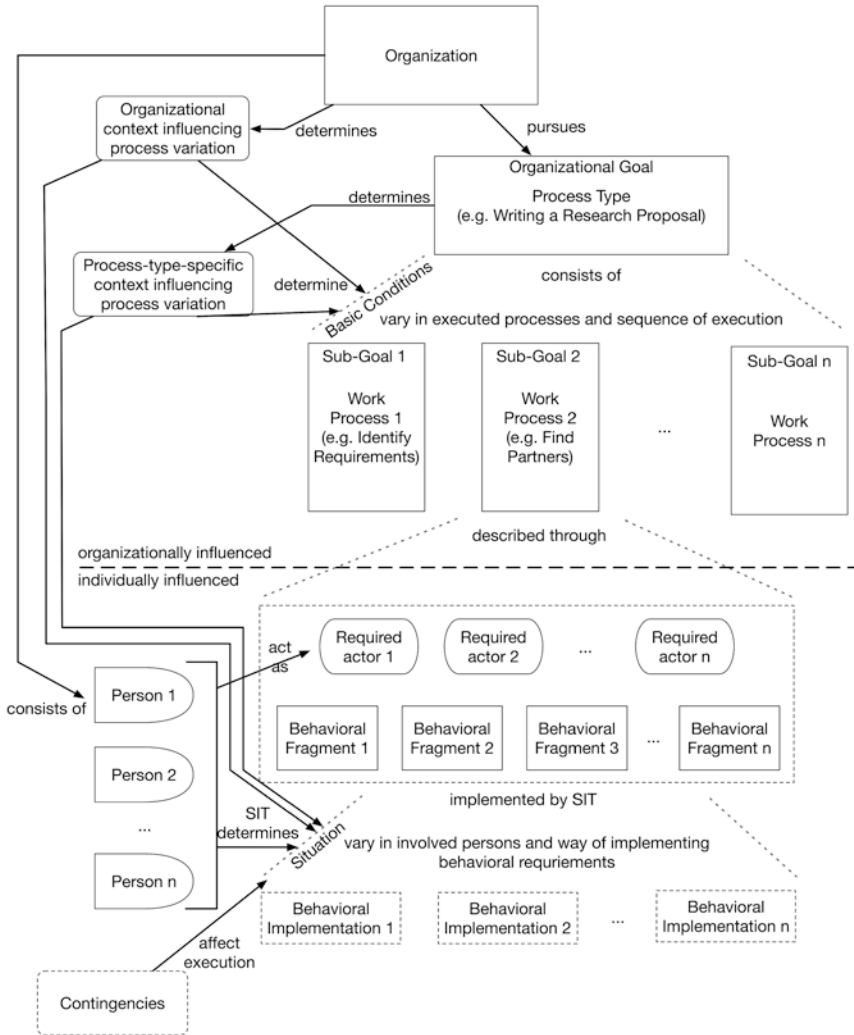 Organization
Organizational
context influencing
process variation
determines
pursues
Organizational Goal
Process Type
(e.g. Writing a Research Proposal)
determines
Process-type-specific
context influencing
process variation
determine
Basic Conditions
consists of
vary in executed processes and sequence of execution
Sub-Goal 1
Work
Process 1
(e.g. Identify
Requirements)
Sub-Goal 2
Work
Process 2
(e.g. Find
Partners)
...
Sub-Goal n
Work
Process n
described through
organizationally influenced
individually influenced
Required
actor 1
Required
actor 2
...
Required
actor n
act
as
consists of
Person 1
Person 2
...
Person n
Behavioral
Fragment 1
Behavioral
Fragment 2
Behavioral
Fragment 3
...
Behavioral
Fragment n
implemented by SIT
SIT
determines
Situation
vary in involved persons and way of implementing
behavioral requriements
Behavioral
Implementation 1
Behavioral
Implementation 2
...
Behavioral
Implementation n
affect
execution
Contingencies